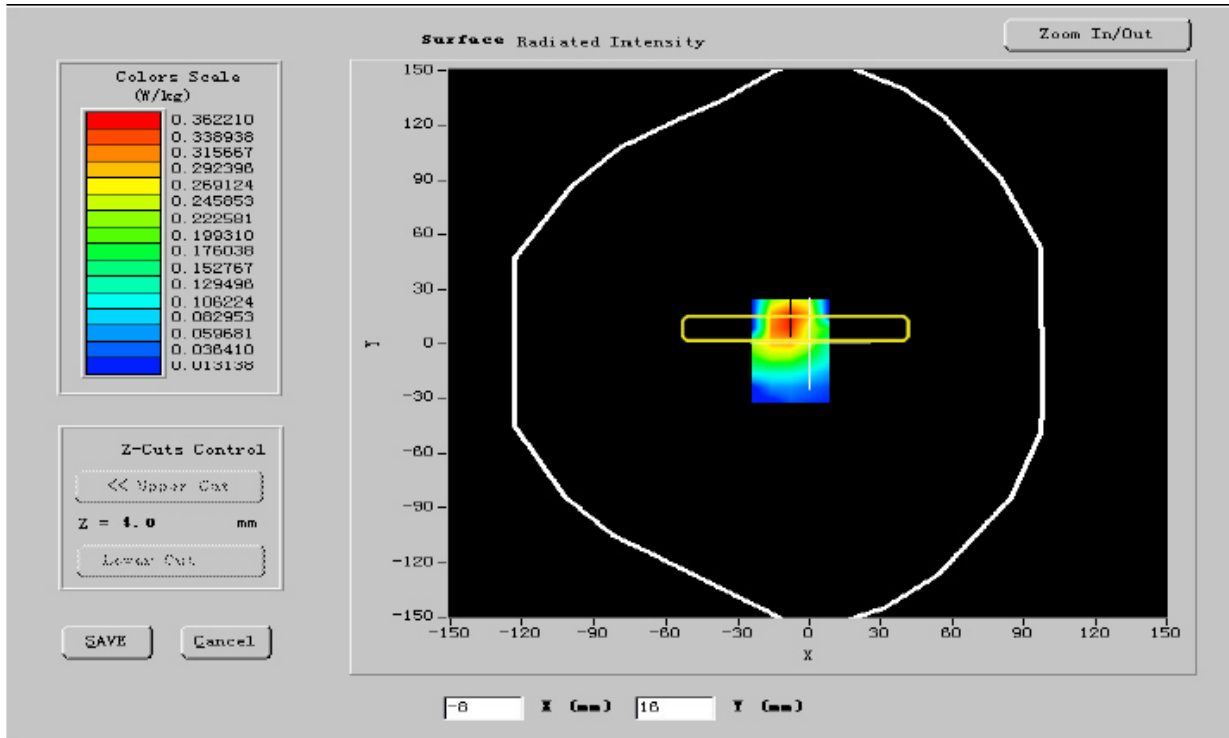 Surface Radiated Intensity
Zoom In/Out
Colors Scale
(W/kg)
0.362210
0.338938
0.315667
0.292396
0.269124
0.245853
0.222581
0.199310
0.176038
0.152767
0.129496
0.106224
0.082953
0.059681
0.036410
0.013138
Z-Cuts Control
<< Upper Cut
Z = 4.0 mm
Lower Cut
SAVE
Cancel
150
120
90
60
30
0
-30
-60
-90
-120
-150
Y
-150 -120 -90 -60 -30 0 30 60 90 120 150
X
-8 X (mm) 16 Y (mm)